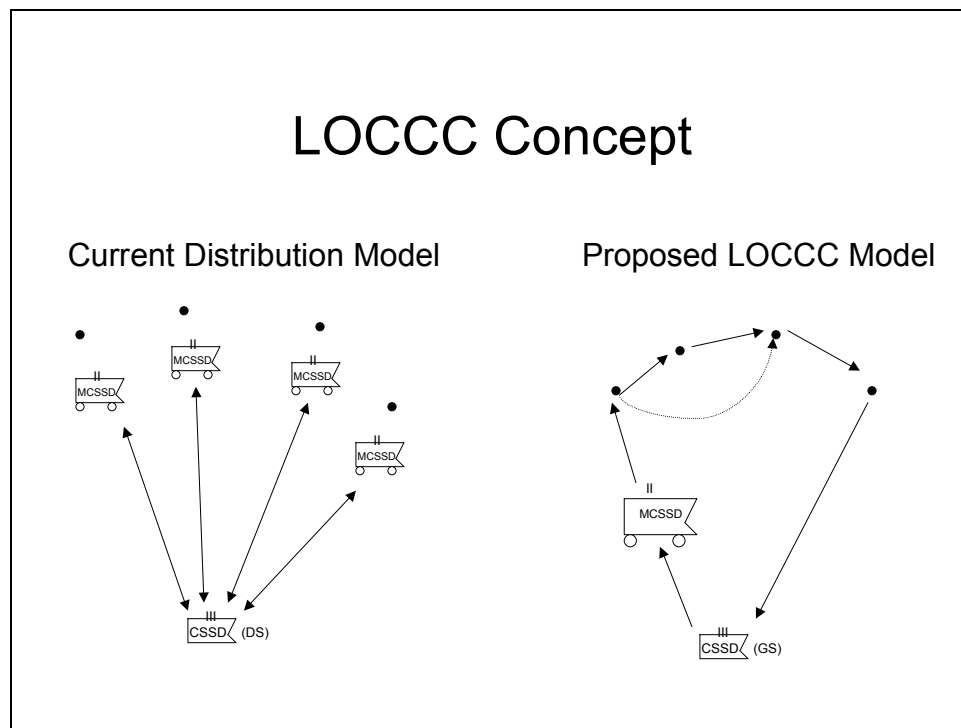 LOCCC Concept
Current Distribution Model
Proposed LOCCC Model
II
MCSSD
II
MCSSD
II
MCSSD
II
MCSSD
III
CSSD (DS)
II
MCSSD
III
CSSD (GS)